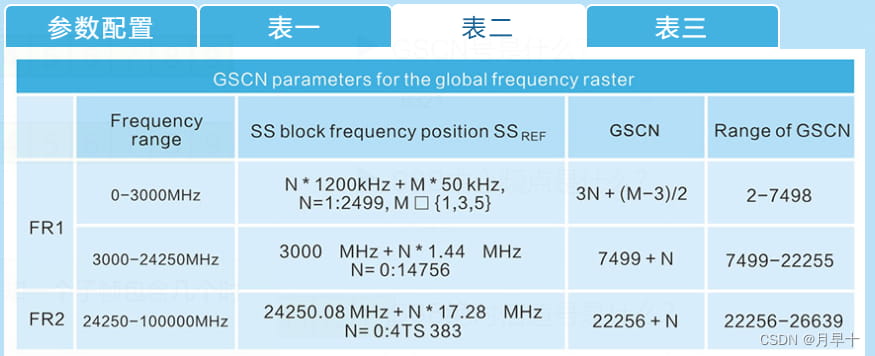 参数配置 表一 表二 表三
GSCN parameters for the global frequency raster
Frequency range SS block frequency position SS REF GSCN Range of GSCN
FR1
0-3000MHz N * 1200kHz + M * 50 kHz, N=1:2499, M □ {1,3,5} 3N + (M-3)/2 2-7498
3000-24250MHz 3000 MHz + N * 1.44 MHz N= 0:14756 7499 + N 7499-22255
FR2 24250-100000MHz 24250.08 MHz + N * 17.28 MHz N= 0:4TS 383 22256 + N 22256-26639
CSDN @月早十